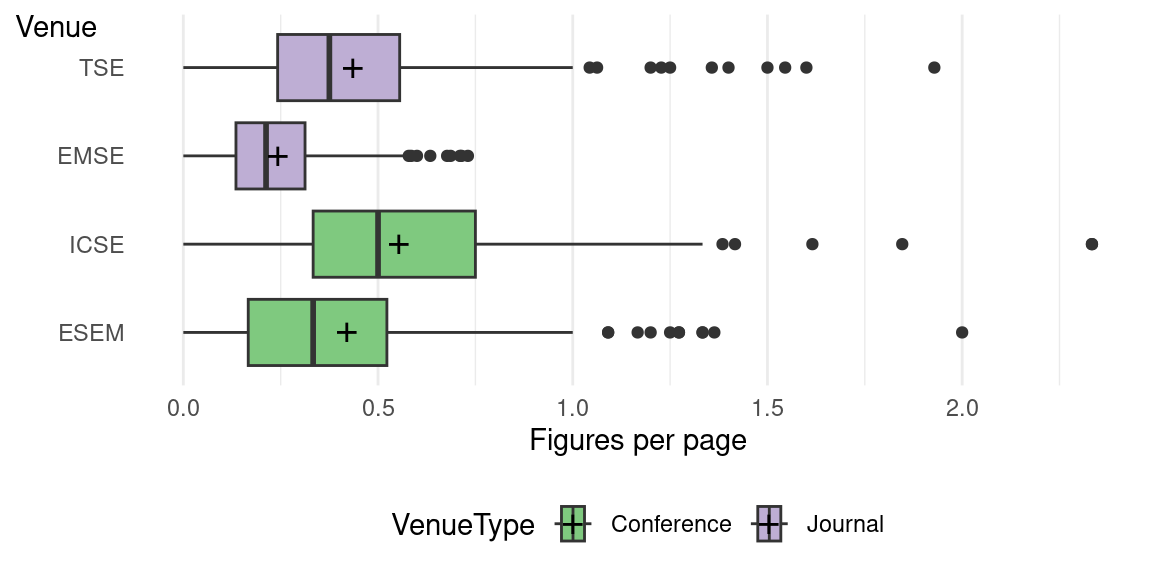 Venue
TSE
EMSE
ICSE
ESEM
0.0 0.5 1.0 1.5 2.0
Figures per page
VenueType Conference Journal